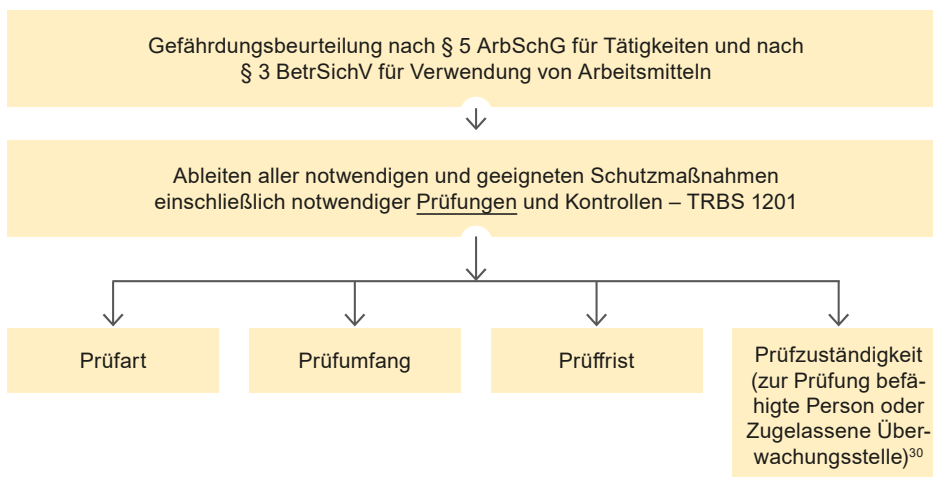 Gefährdungsbeurteilung nach § 5 ArbSchG für Tätigkeiten und nach
§ 3 BetrSichV für Verwendung von Arbeitsmitteln
Ableiten aller notwendigen und geeigneten Schutzmaßnahmen
einschließlich notwendiger Prüfungen und Kontrollen – TRBS 1201
Prüfart
Prüfumfang
Prüffrist
Prüfzuständigkeit
(zur Prüfung befä-
higte Person oder
Zugelassene Über-
wachungsstelle)³⁰